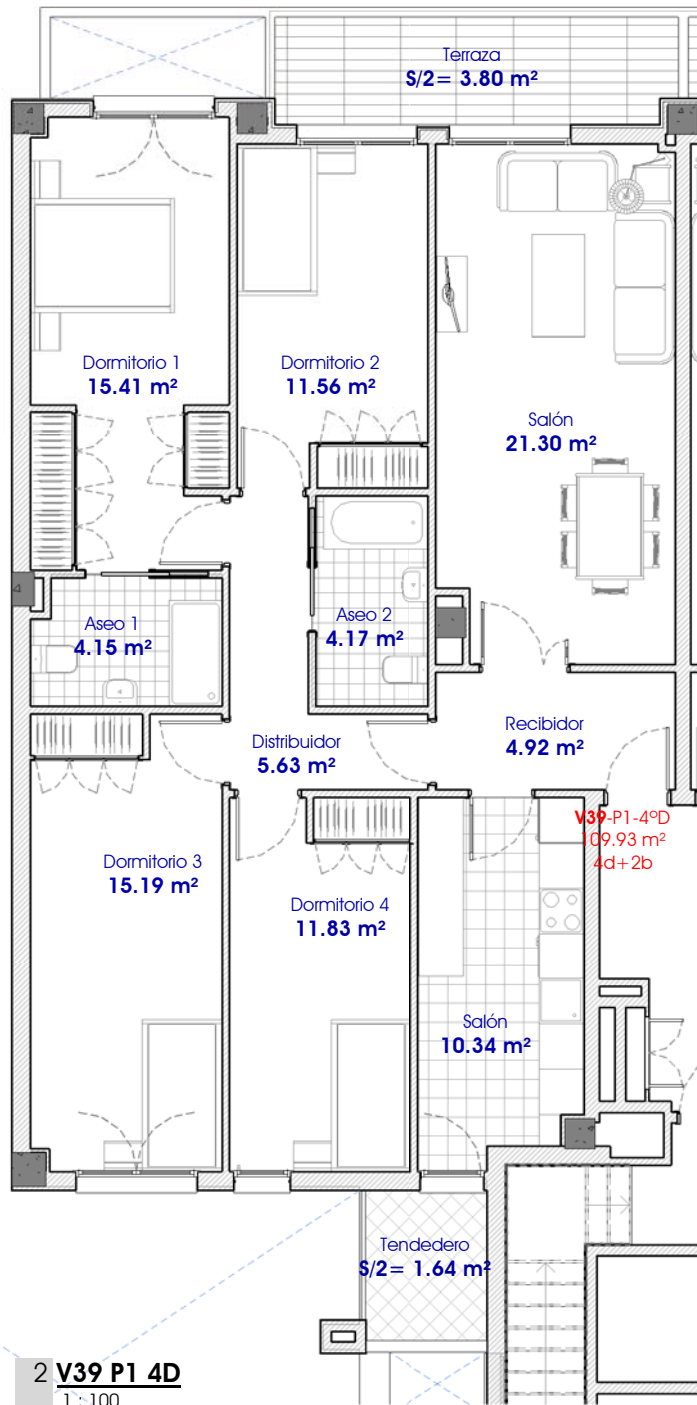 Terraza
S/2= 3.80 m²
Dormitorio 1
15.41 m²
Dormitorio 2
11.56 m²
Salón
21.30 m²
Aseo 1
4.15 m²
Aseo 2
4.17 m²
Distribuidor
5.63 m²
Recibidor
4.92 m²
V39-P1-4ºD
109.93 m²
4d+2b
Dormitorio 3
15.19 m²
Dormitorio 4
11.83 m²
Salón
10.34 m²
Tendedero
S/2= 1.64 m²
2 V39 P1 4D
1 : 100